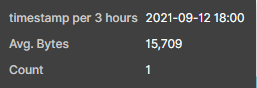 timestamp per 3 hours 2021-09-12 18:00
Avg. Bytes 15,709
Count 1